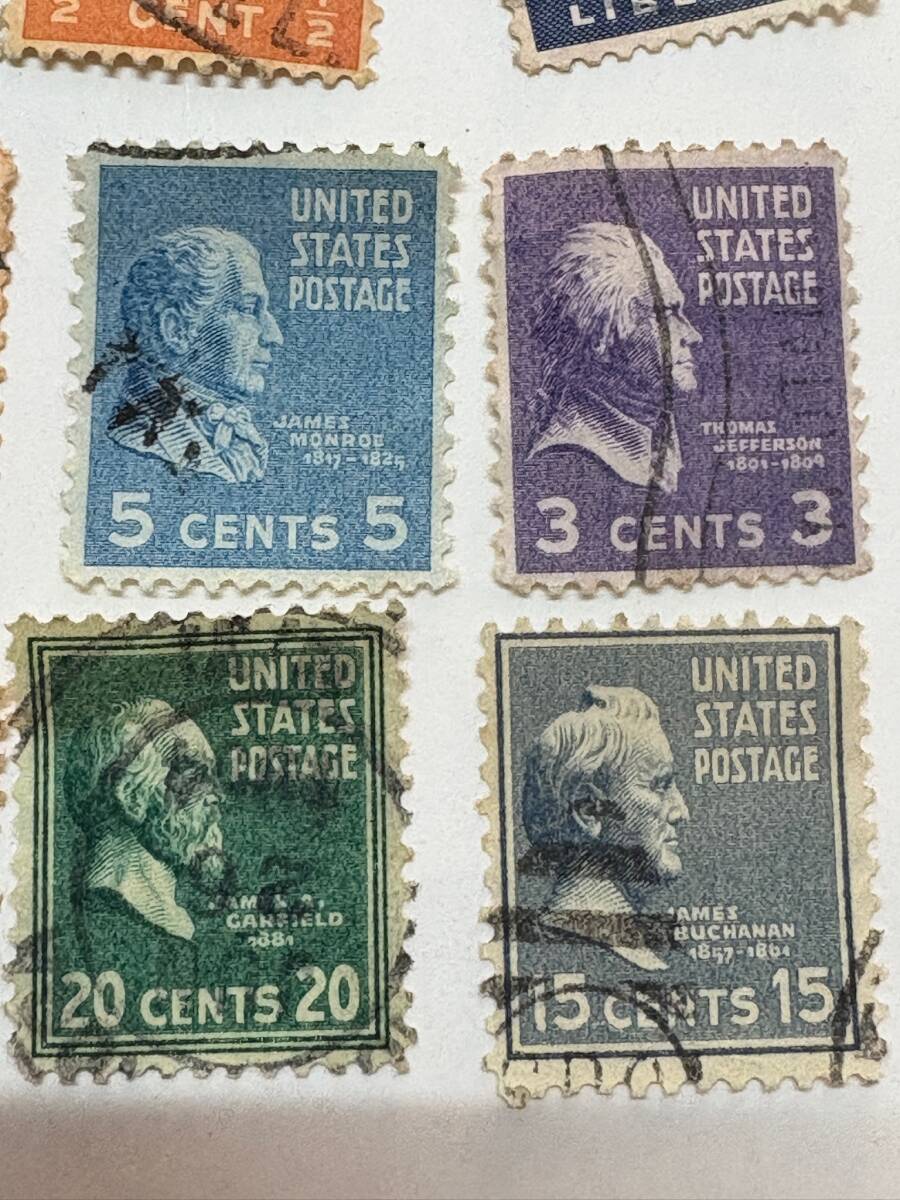 1/2 CENT 1/2
UNITED
STATES
POSTAGE
JAMES
MONROE
1817-1825
5 CENTS 5
UNITED
STATES
POSTAGE
THOMAS
JEFFERSON
1801-1809
3 CENTS 3
UNITED
STATES
POSTAGE
JAMES A.
GARFIELD
1881
20 CENTS 20
UNITED
STATES
POSTAGE
JAMES
BUCHANAN
1857-1861
15 CENTS 15